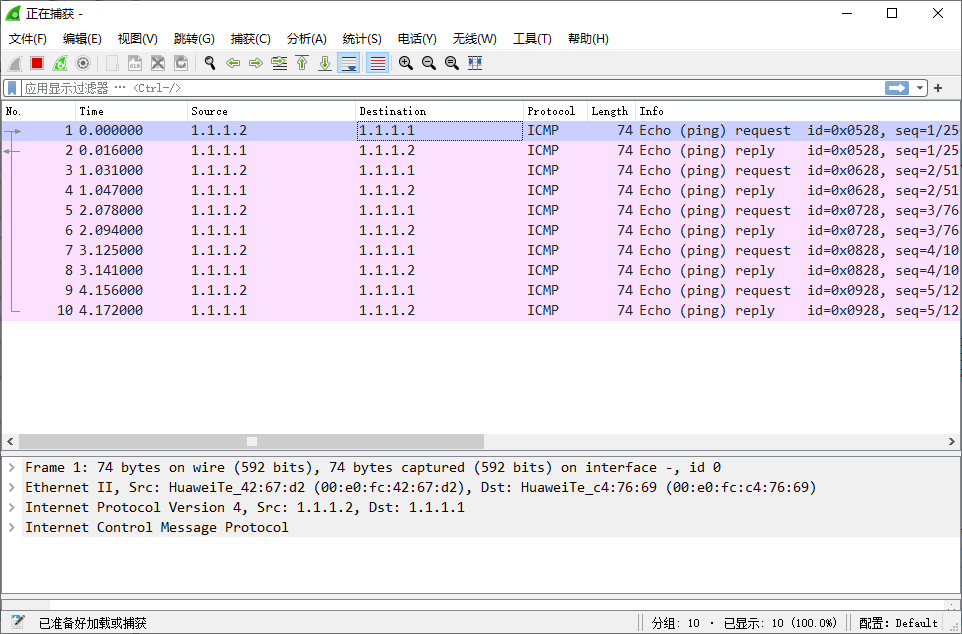 正在捕获 -
文件(F) 编辑(E) 视图(V) 跳转(G) 捕获(C) 分析(A) 统计(S) 电话(Y) 无线(W) 工具(T) 帮助(H)
应用显示过滤器 … <Ctrl-/>
No. Time Source Destination Protocol Length Info
1 0.000000 1.1.1.2 1.1.1.1 ICMP 74 Echo (ping) request id=0x0528, seq=1/25
2 0.016000 1.1.1.1 1.1.1.2 ICMP 74 Echo (ping) reply id=0x0528, seq=1/25
3 1.031000 1.1.1.2 1.1.1.1 ICMP 74 Echo (ping) request id=0x0628, seq=2/51
4 1.047000 1.1.1.1 1.1.1.2 ICMP 74 Echo (ping) reply id=0x0628, seq=2/51
5 2.078000 1.1.1.2 1.1.1.1 ICMP 74 Echo (ping) request id=0x0728, seq=3/76
6 2.094000 1.1.1.1 1.1.1.2 ICMP 74 Echo (ping) reply id=0x0728, seq=3/76
7 3.125000 1.1.1.2 1.1.1.1 ICMP 74 Echo (ping) request id=0x0828, seq=4/10
8 3.141000 1.1.1.1 1.1.1.2 ICMP 74 Echo (ping) reply id=0x0828, seq=4/10
9 4.156000 1.1.1.2 1.1.1.1 ICMP 74 Echo (ping) request id=0x0928, seq=5/12
10 4.172000 1.1.1.1 1.1.1.2 ICMP 74 Echo (ping) reply id=0x0928, seq=5/12
Frame 1: 74 bytes on wire (592 bits), 74 bytes captured (592 bits) on interface -, id 0
Ethernet II, Src: HuaweiTe_42:67:d2 (00:e0:fc:42:67:d2), Dst: HuaweiTe_c4:76:69 (00:e0:fc:c4:76:69)
Internet Protocol Version 4, Src: 1.1.1.2, Dst: 1.1.1.1
Internet Control Message Protocol
已准备好加载或捕获 分组: 10 · 已显示: 10 (100.0%) 配置: Default